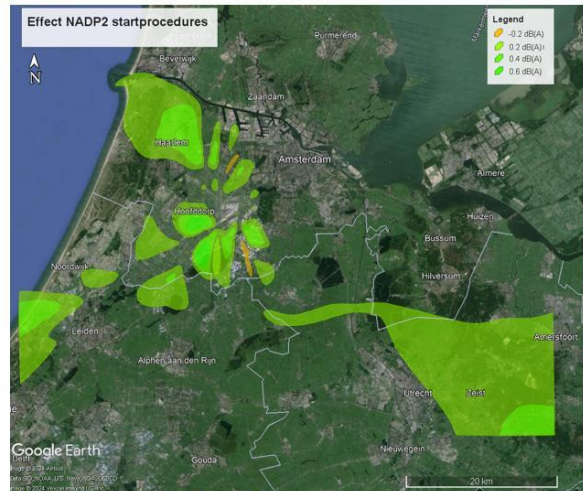 Effect NADP2 startprocedures
Legend
-0.2 dB(A)
0.2 dB(A)
0.4 dB(A)
0.6 dB(A)
N
Purmerend
Beverwijk
Zaandam
Haarlem
Amsterdam
Almere
Hoofddorp
Huizen
Bussum
Noordwijk
Hilversum
Leiden
Amersfoort
Alphen aan den Rijn
Utrecht
Zeist
Nieuwegein
Gouda
Delft
Google Earth
20 km